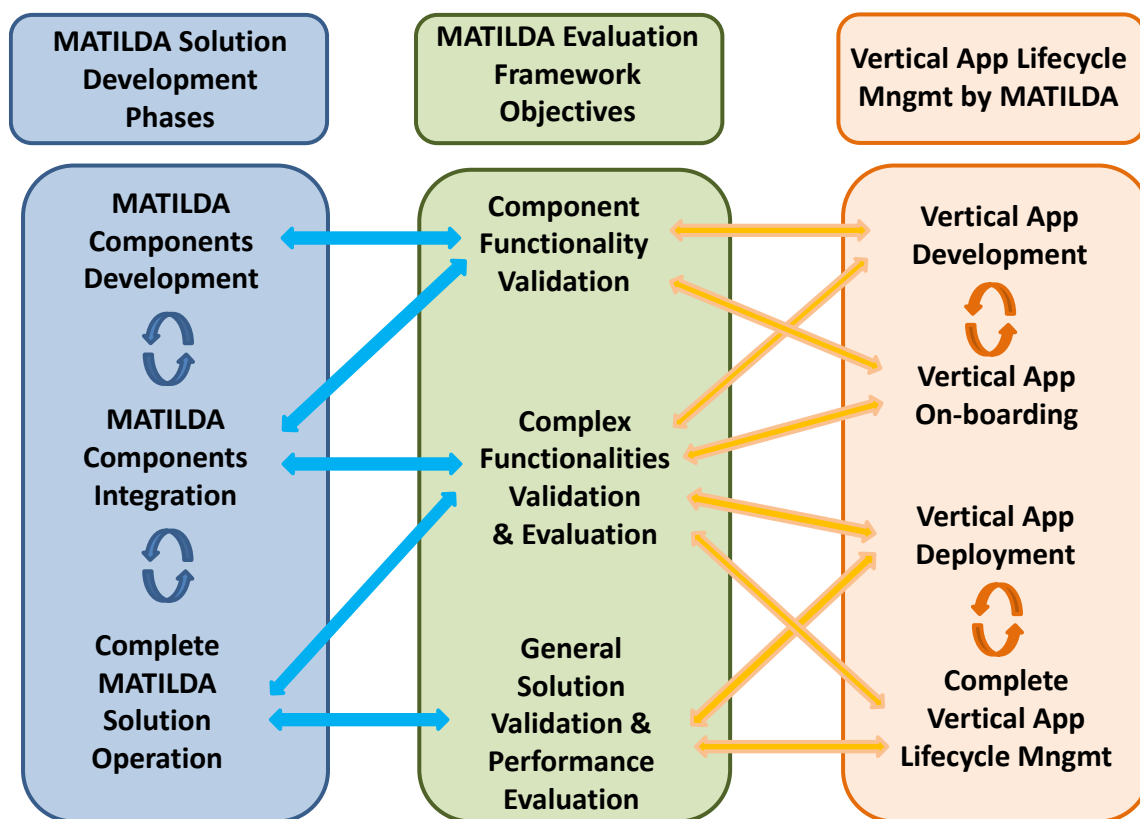 MATILDA Solution
Development
Phases
MATILDA Evaluation
Framework
Objectives
Vertical App Lifecycle
Mngmt by MATILDA
MATILDA
Components
Development
MATILDA
Components
Integration
Complete
MATILDA
Solution
Operation
Component
Functionality
Validation
Complex
Functionalities
Validation
& Evaluation
General
Solution
Validation &
Performance
Evaluation
Vertical App
Development
Vertical App
On-boarding
Vertical App
Deployment
Complete
Vertical App
Lifecycle Mngmt